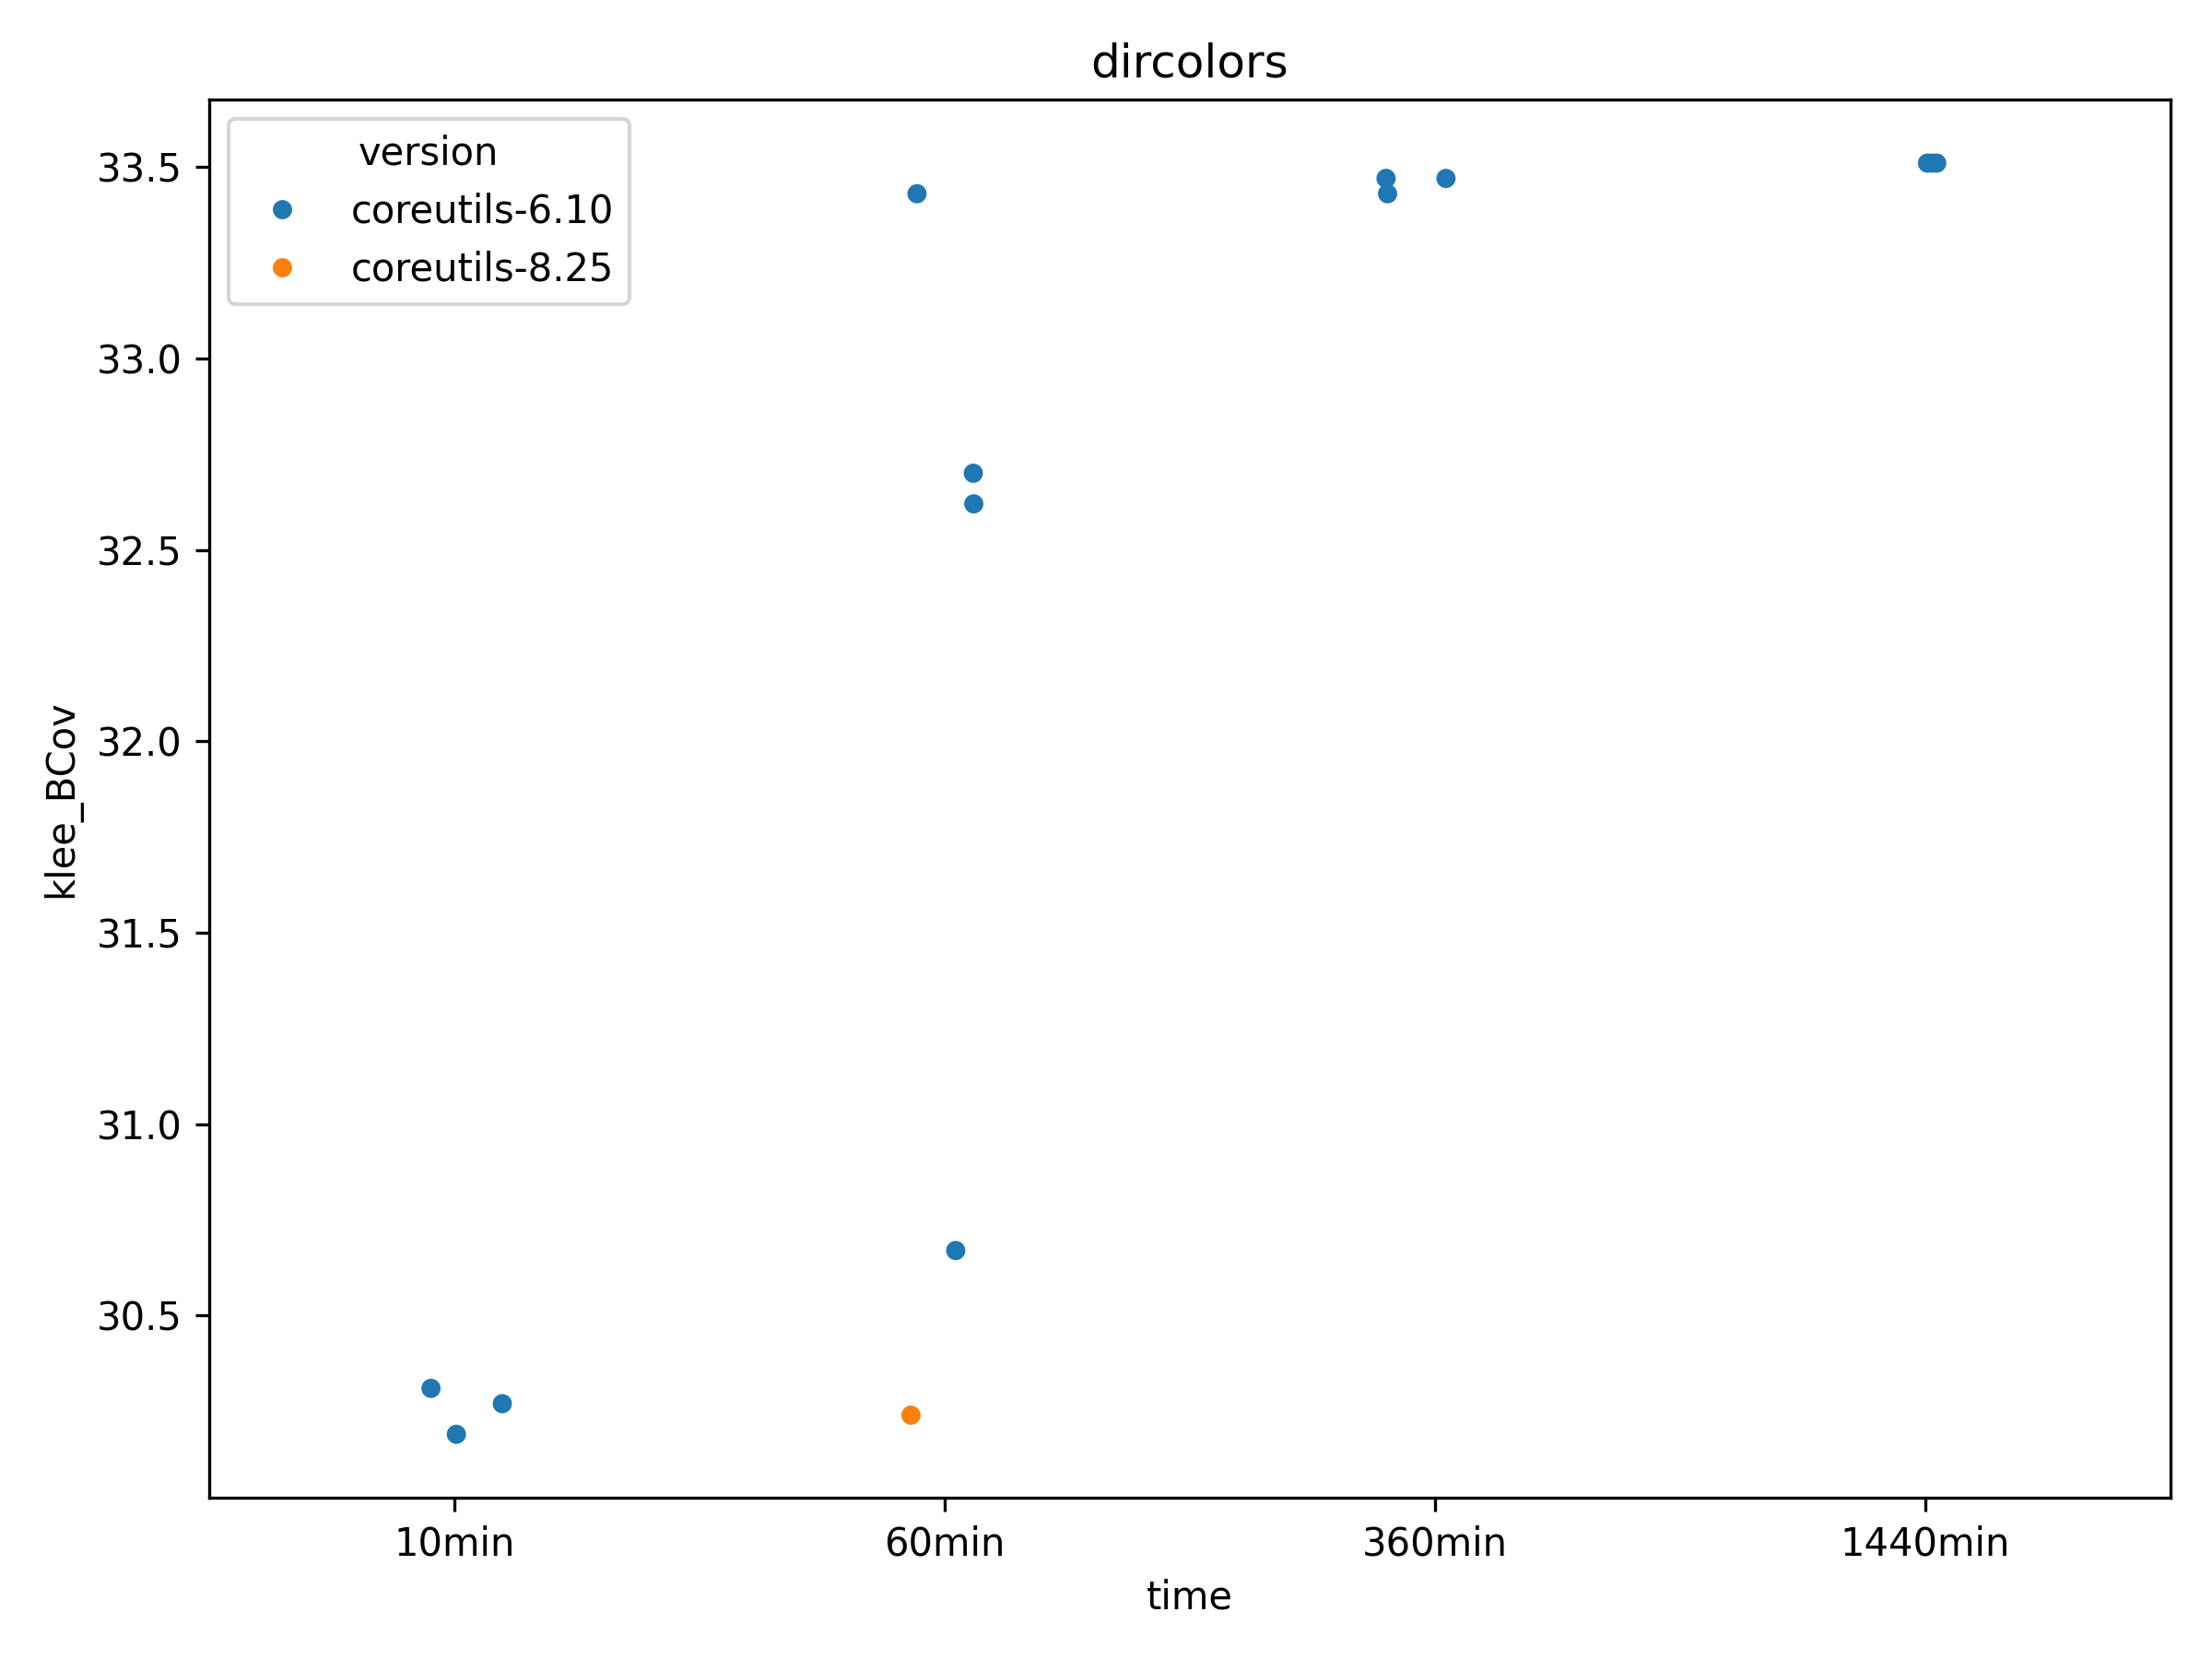 dircolors
version
coreutils-6.10
coreutils-8.25
33.5
33.0
32.5
32.0
31.5
31.0
30.5
klee_BCov
10min
60min
360min
1440min
time